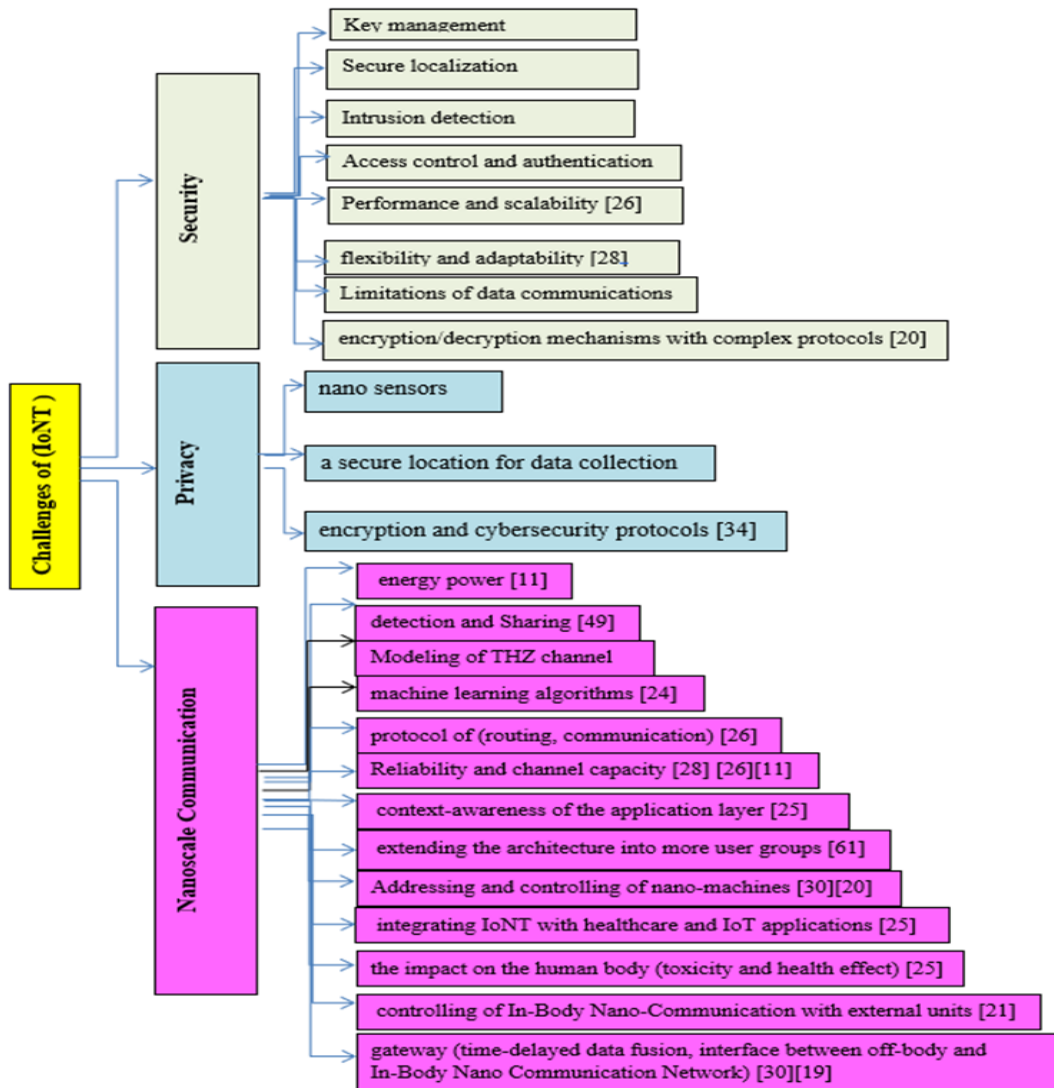 Challenges of (IoNT )
Security
Key management
Secure localization
Intrusion detection
Access control and authentication
Performance and scalability [26]
flexibility and adaptability [28]
Limitations of data communications
encryption/decryption mechanisms with complex protocols [20]
Privacy
nano sensors
a secure location for data collection
encryption and cybersecurity protocols [34]
Nanoscale Communication
energy power [11]
detection and Sharing [49]
Modeling of THZ channel
machine learning algorithms [24]
protocol of (routing, communication) [26]
Reliability and channel capacity [28] [26][11]
context-awareness of the application layer [25]
extending the architecture into more user groups [61]
Addressing and controlling of nano-machines [30][20]
integrating IoNT with healthcare and IoT applications [25]
the impact on the human body (toxicity and health effect) [25]
controlling of In-Body Nano-Communication with external units [21]
gateway (time-delayed data fusion, interface between off-body and
In-Body Nano Communication Network) [30][19]